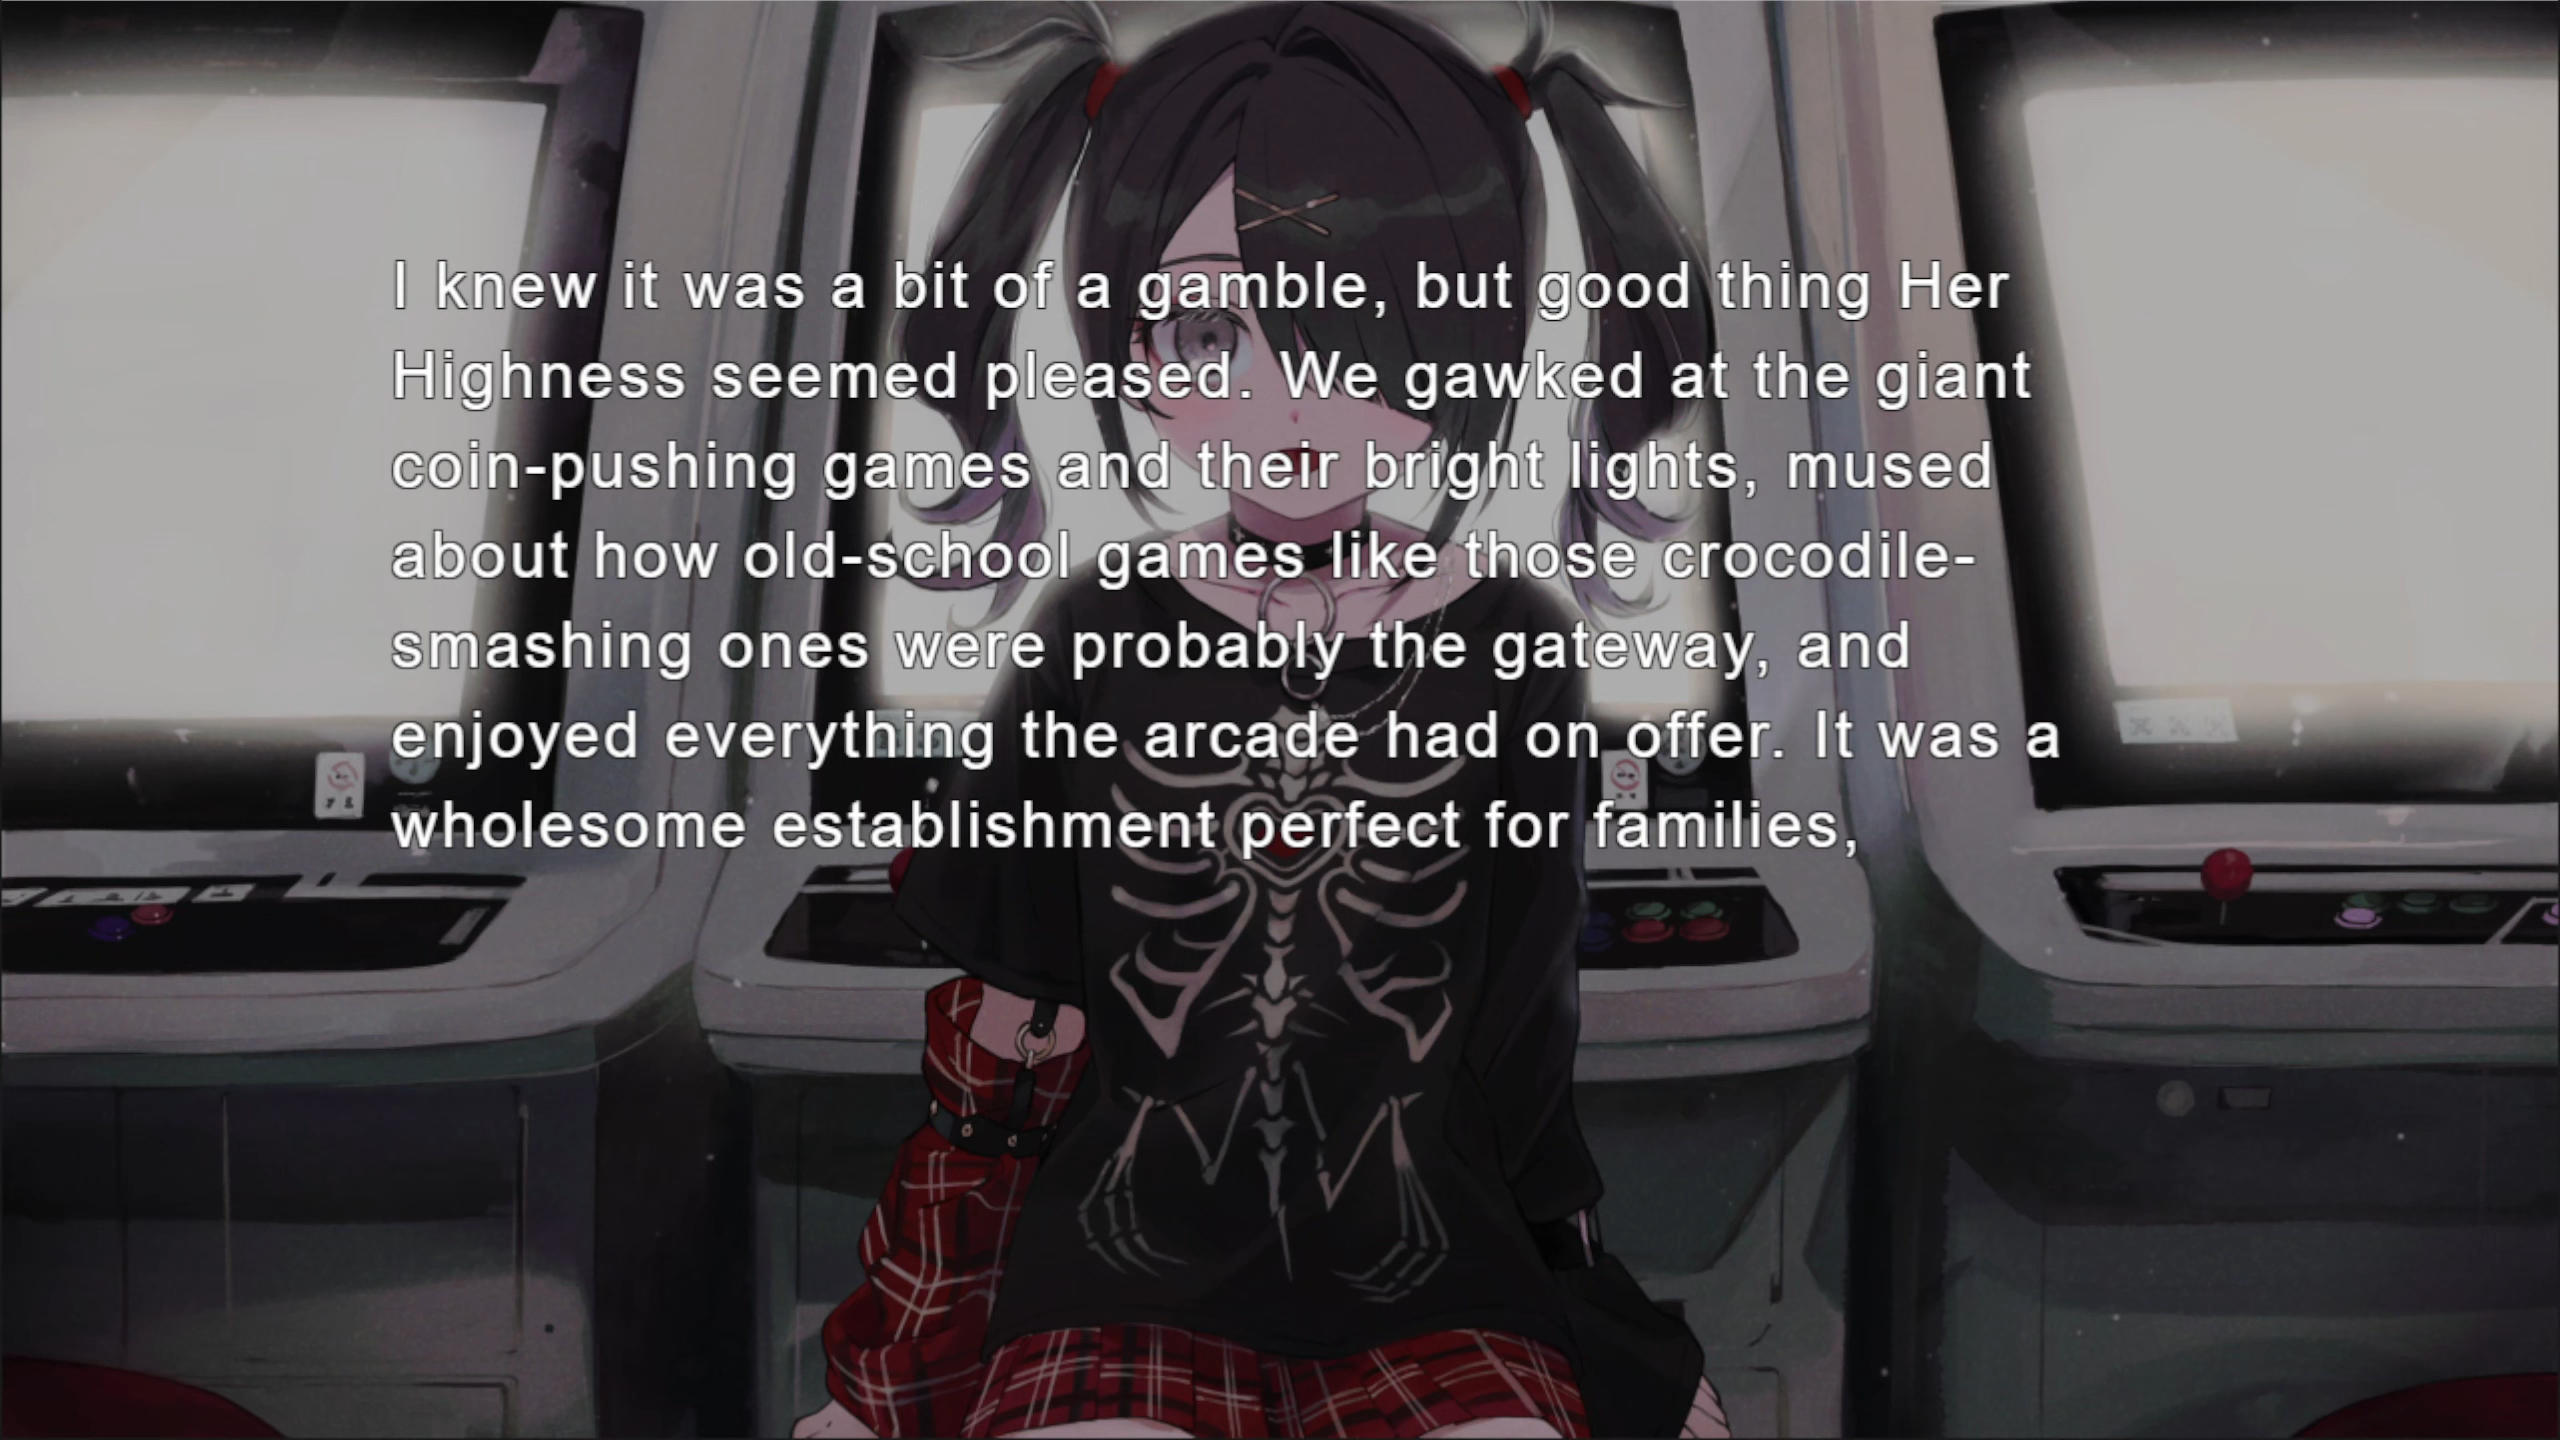 I knew it was a bit of a gamble, but good thing Her
Highness seemed pleased. We gawked at the giant
coin-pushing games and their bright lights, mused
about how old-school games like those crocodile-
smashing ones were probably the gateway, and
enjoyed everything the arcade had on offer. It was a
wholesome establishment perfect for families,